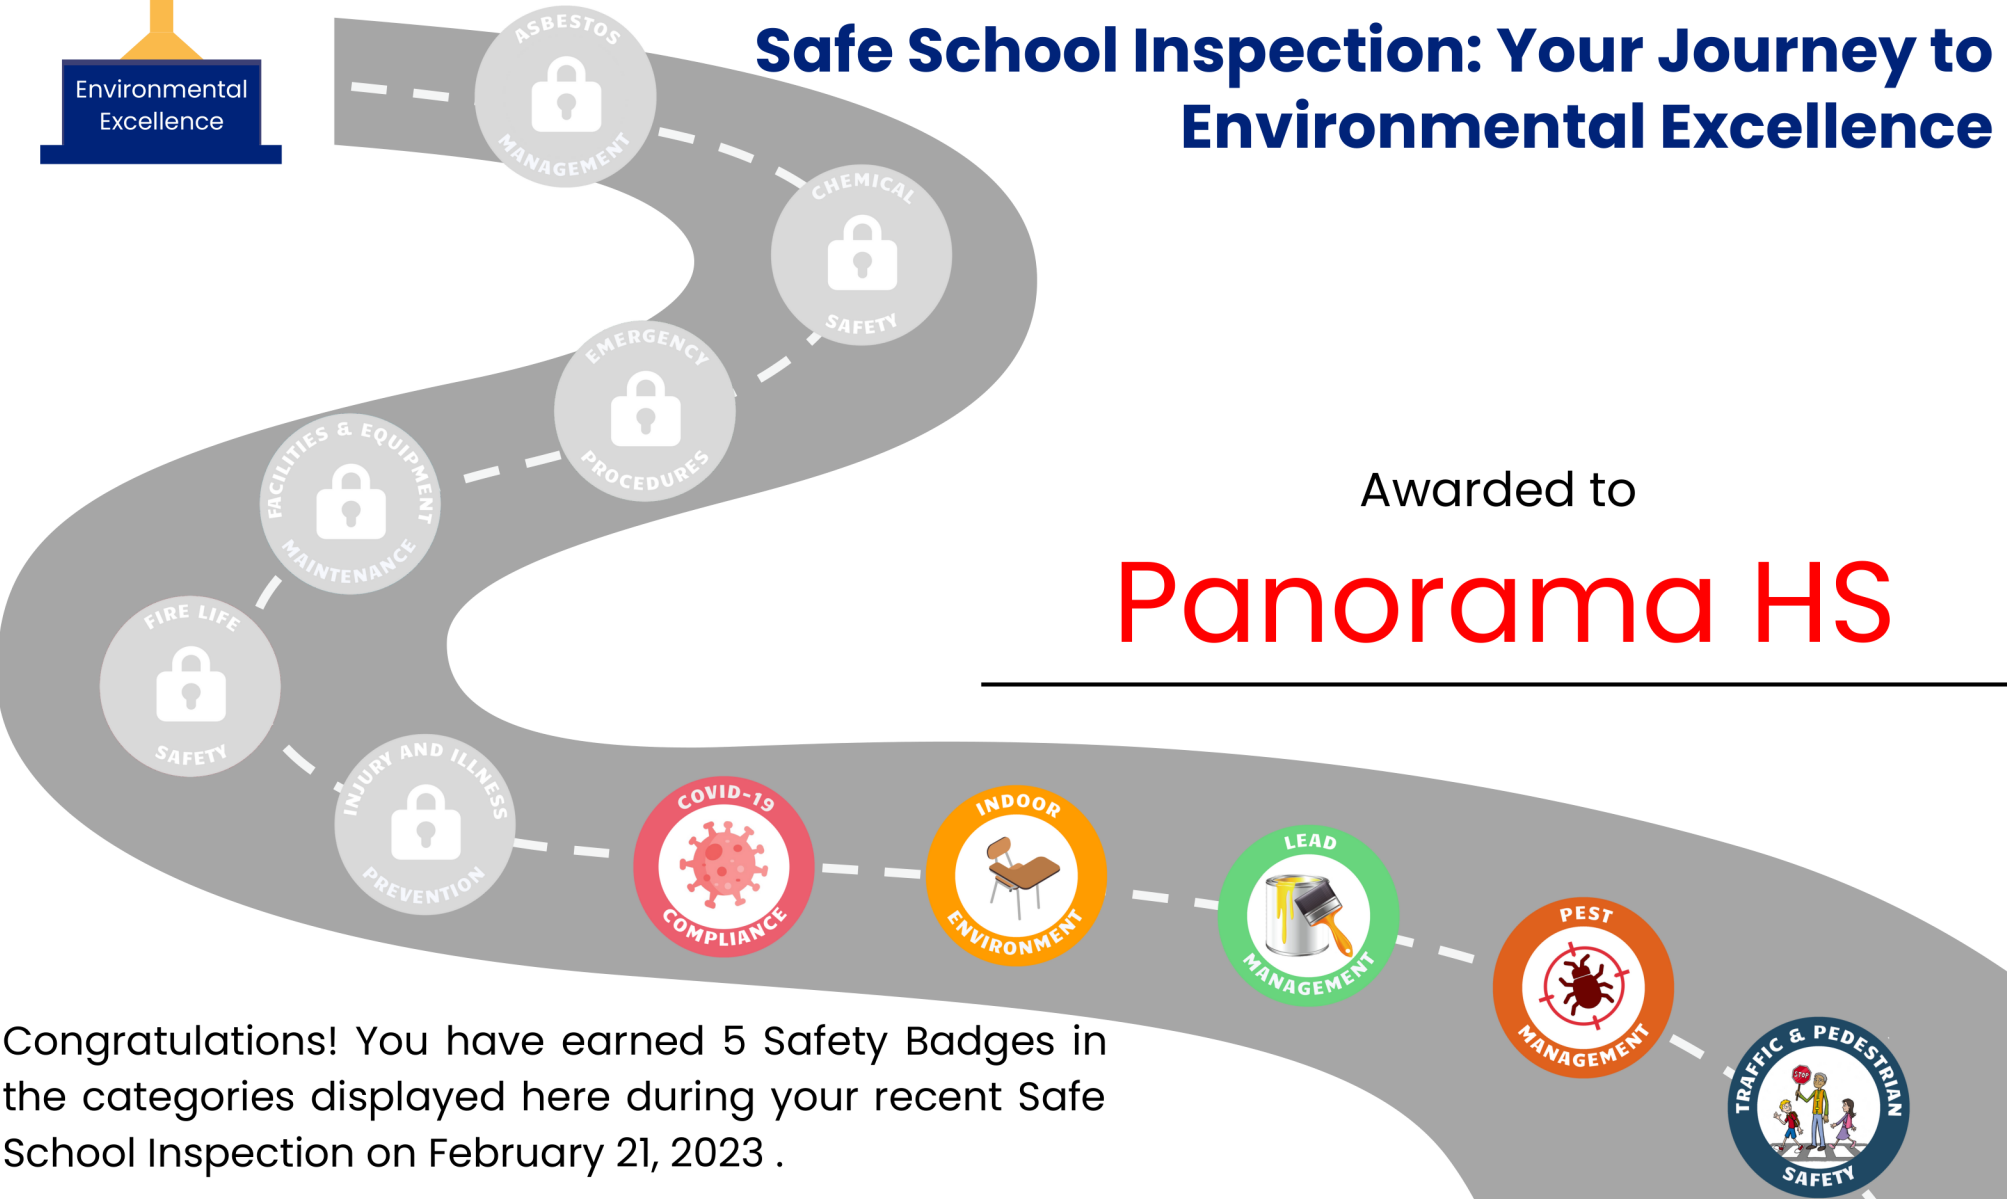 Safe School Inspection: Your Journey to
Environmental Excellence
Environmental
Excellence
ASBESTOS
MANAGEMENT
CHEMICAL
SAFETY
EMERGENCY
PROCEDURES
FACILITIES & EQUIPMENT
MAINTENANCE
Awarded to
Panorama HS
FIRE LIFE
SAFETY
INJURY AND ILLNESS
PREVENTION
COVID-19
COMPLIANCE
INDOOR
ENVIRONMENT
LEAD
MANAGEMENT
PEST
MANAGEMENT
TRAFFIC & PEDESTRIAN
STOP
SAFETY
Congratulations! You have earned 5 Safety Badges in
the categories displayed here during your recent Safe
School Inspection on February 21, 2023 .